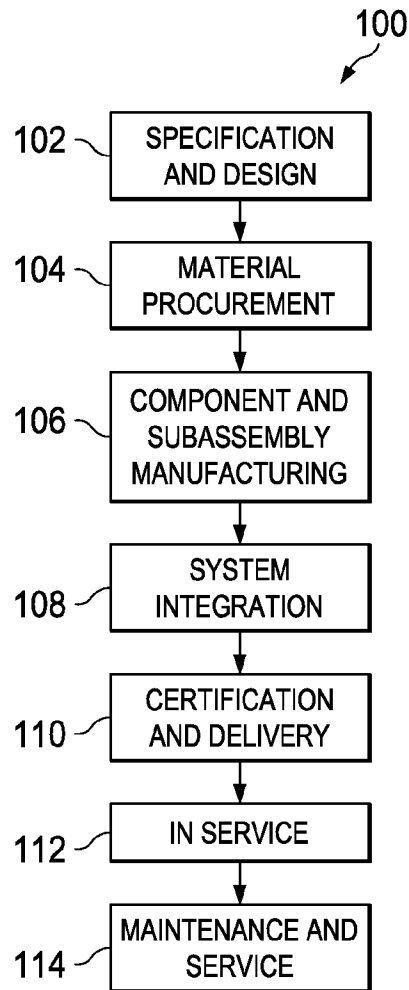 100
102
SPECIFICATION
AND DESIGN
104
MATERIAL
PROCUREMENT
106
COMPONENT AND
SUBASSEMBLY
MANUFACTURING
108
SYSTEM
INTEGRATION
110
CERTIFICATION
AND DELIVERY
112
IN SERVICE
114
MAINTENANCE AND
SERVICE